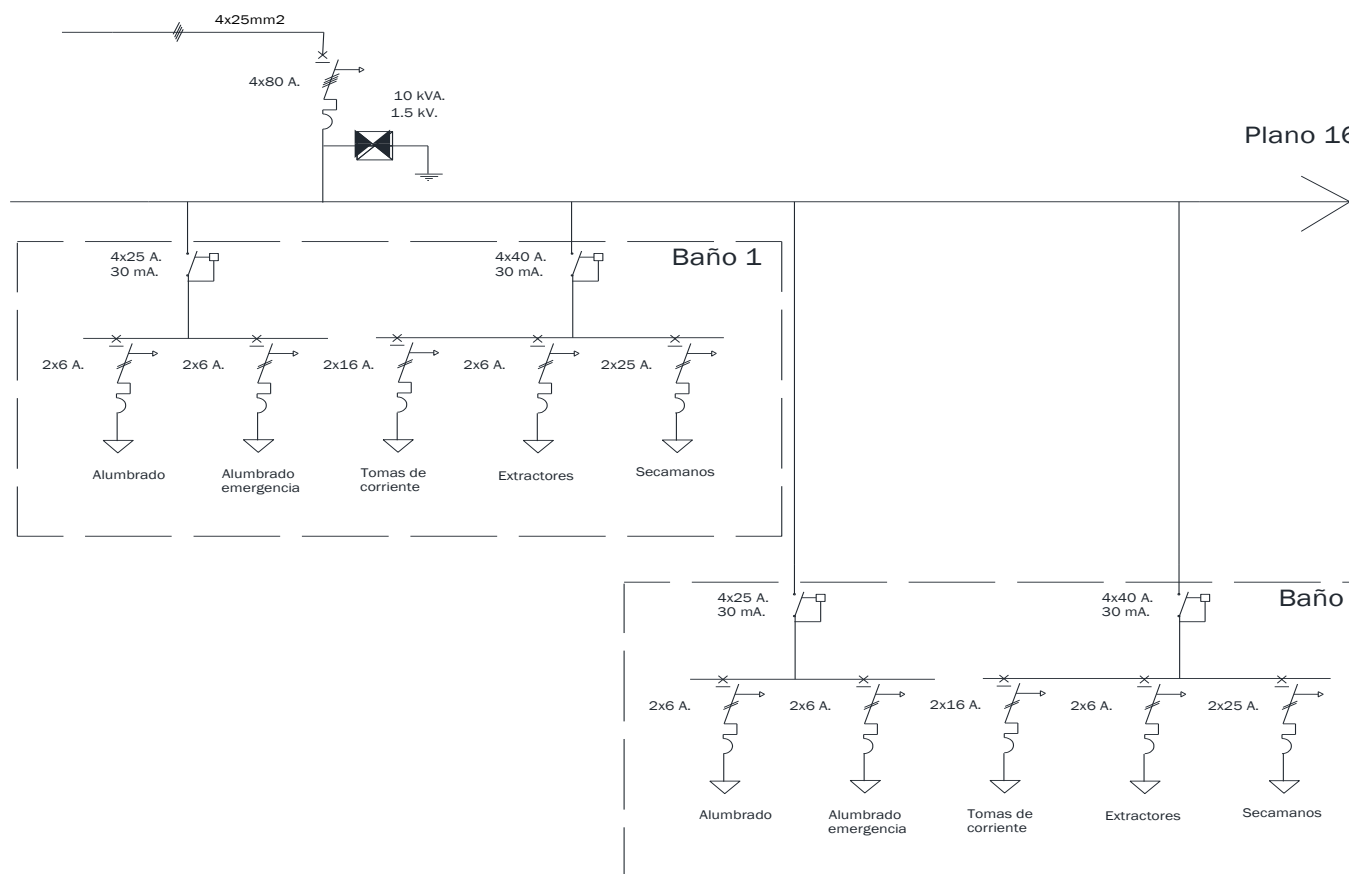 4x25mm2
4x80 A.
10 kVA.
1.5 kV.
Plano 16
4x25 A.
30 mA.
4x40 A.
30 mA.
Baño 1
2x6 A.
2x6 A.
2x16 A.
2x6 A.
2x25 A.
Alumbrado
Alumbrado
emergencia
Tomas de
corriente
Extractores
Secamanos
4x25 A.
30 mA.
4x40 A.
30 mA.
Baño
2x6 A.
2x6 A.
2x16 A.
2x6 A.
2x25 A.
Alumbrado
Alumbrado
emergencia
Tomas de
corriente
Extractores
Secamanos